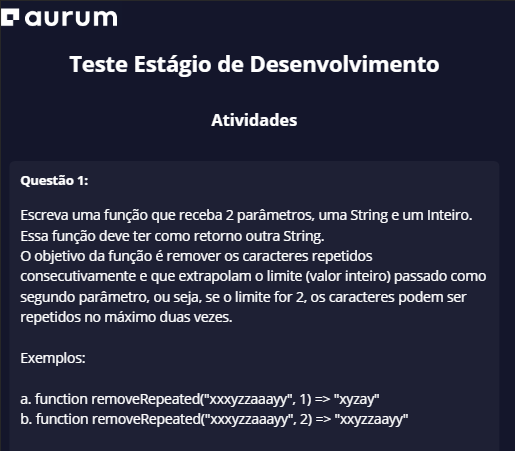 aurum
Teste Estágio de Desenvolvimento
Atividades
Questão 1:
Escreva uma função que receba 2 parâmetros, uma String e um Inteiro.
Essa função deve ter como retorno outra String.
O objetivo da função é remover os caracteres repetidos
consecutivamente e que extrapolam o limite (valor inteiro) passado como
segundo parâmetro, ou seja, se o limite for 2, os caracteres podem ser
repetidos no máximo duas vezes.
Exemplos:
a. function removeRepeated("xxxyzzaaayy", 1) => "xyzay"
b. function removeRepeated("xxxyzzaaayy", 2) => "xxyzzaayy"